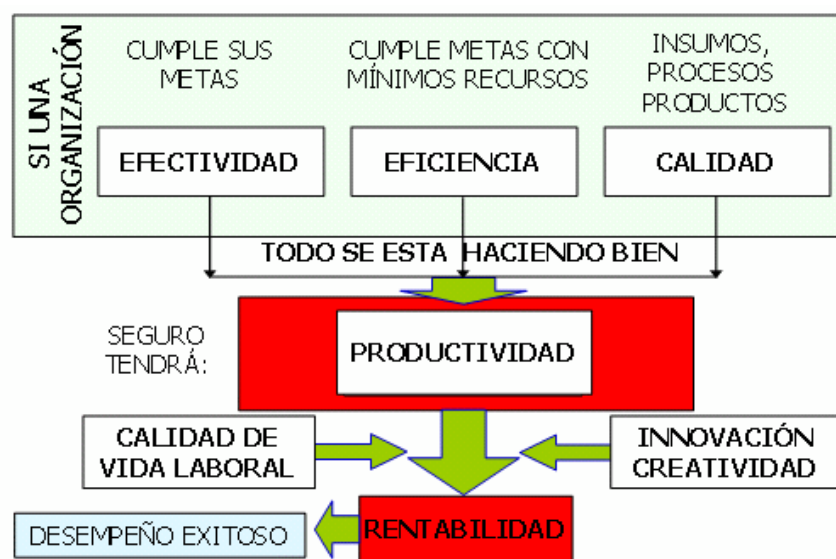 SI UNA
ORGANIZACIÓN
CUMPLE SUS
METAS
CUMPLE METAS CON
MÍNIMOS RECURSOS
INSUMOS,
PROCESOS
PRODUCTOS
EFECTIVIDAD
EFICIENCIA
CALIDAD
TODO SE ESTA HACIENDO BIEN
SEGURO
TENDRÁ:
PRODUCTIVIDAD
CALIDAD DE
VIDA LABORAL
INNOVACIÓN
CREATIVIDAD
DESEMPEÑO EXITOSO
RENTABILIDAD